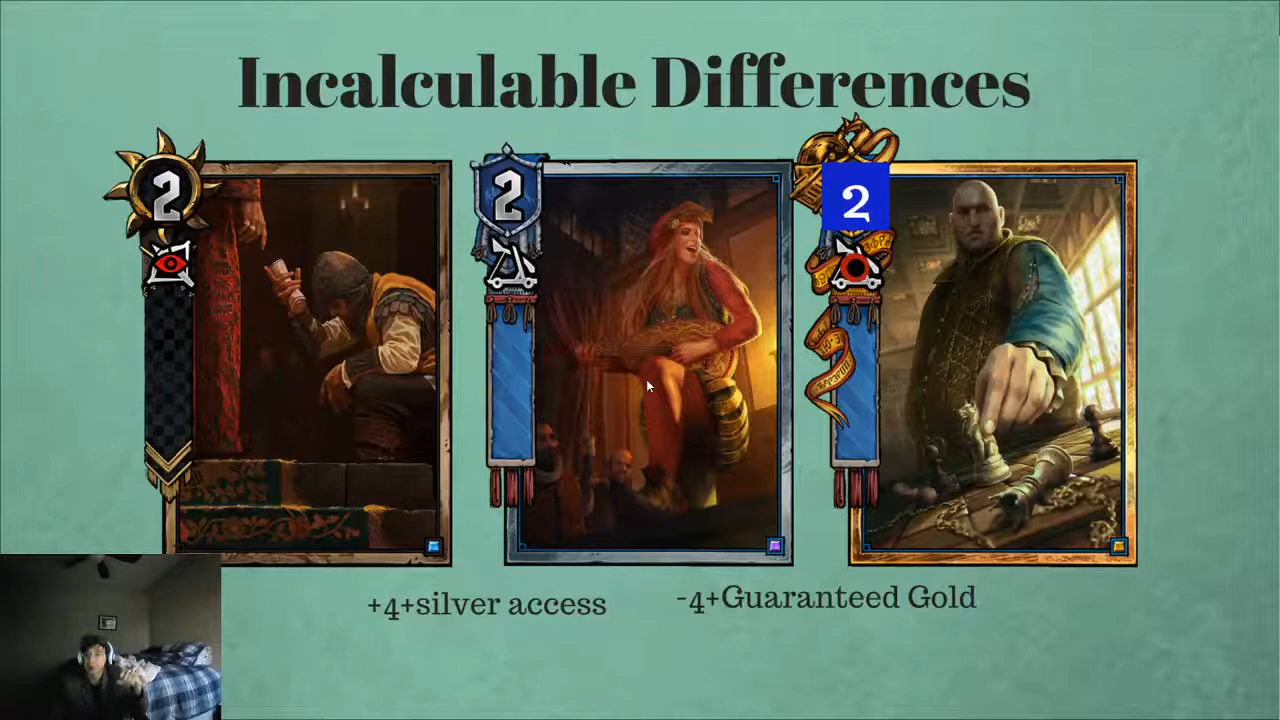 Incalculable Differences
2
2
2
+4+silver access
-4+Guaranteed Gold